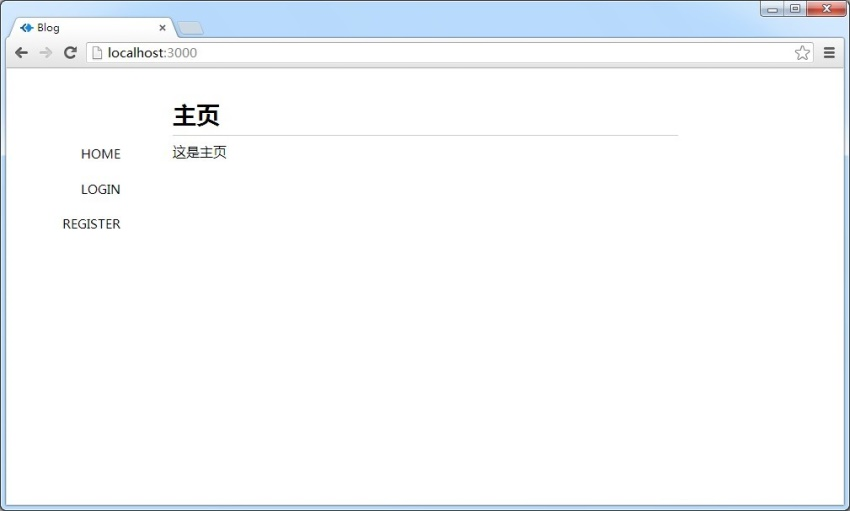 Blog
localhost:3000
主页
HOME
这是主页
LOGIN
REGISTER